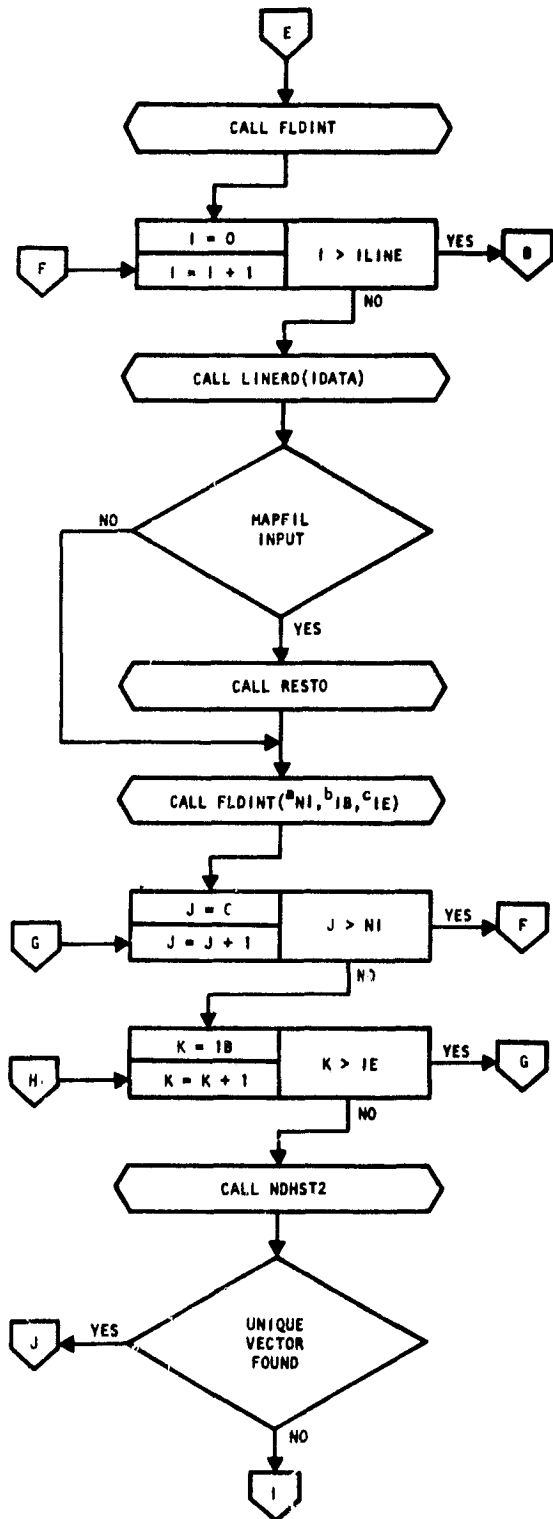 E
CALL FLDINT
I = 0
I > ILINE
YES
B
F
I = I + 1
NO
CALL LINERD(IDATA)
NO
MAPFIL
INPUT
YES
CALL RESTO
CALL FLDINT(aNI,bIB,cIE)
J = C
J > NI
YES
F
G
J = J + 1
NO
K = IB
K > IE
YES
G
H
K = K + 1
NO
CALL NDHST2
J
YES
UNIQUE
VECTOR
FOUND
NO
I